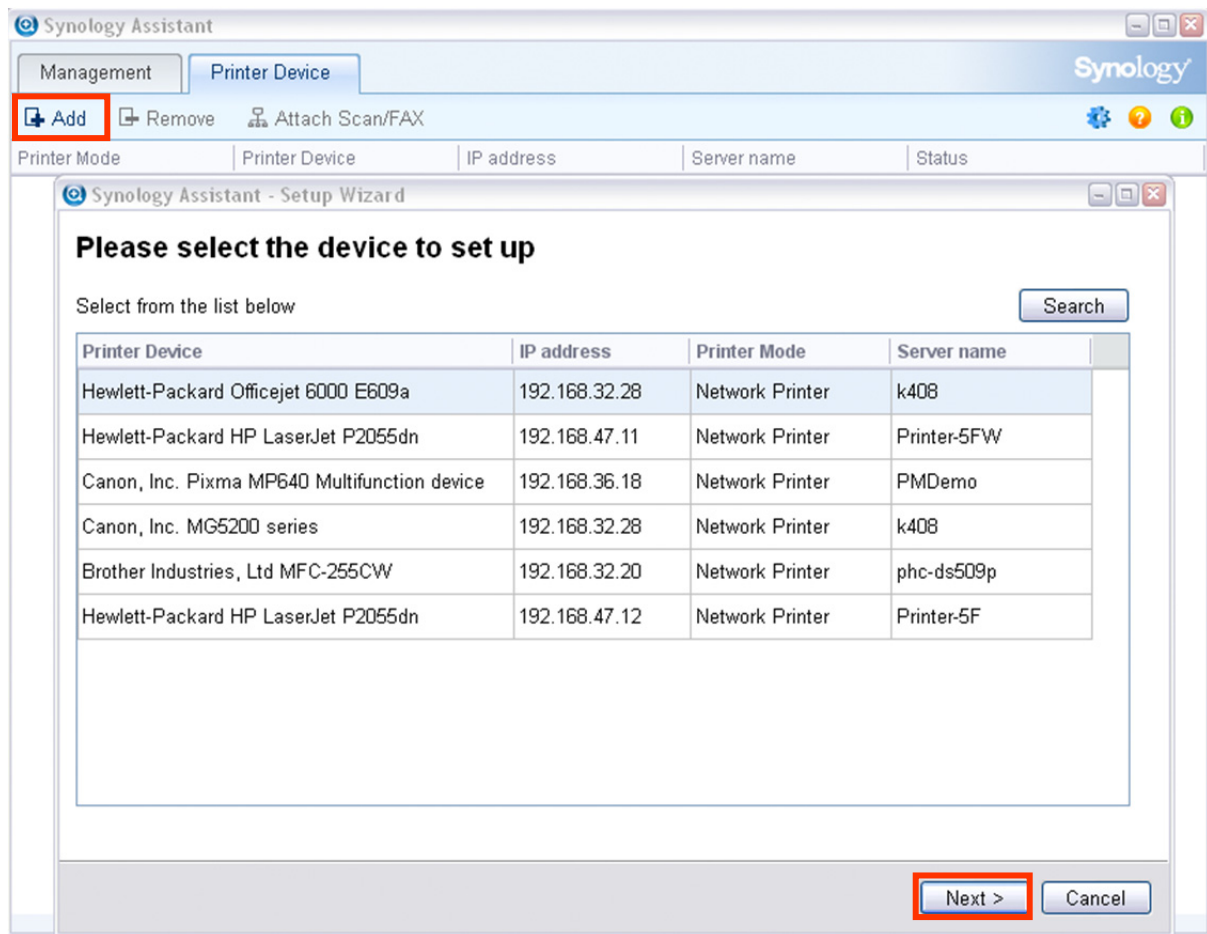 Synology Assistant
Management Printer Device Synology
Add Remove Attach Scan/FAX
Printer Mode Printer Device IP address Server name Status
Synology Assistant - Setup Wizard
Please select the device to set up
Select from the list below Search
Printer Device IP address Printer Mode Server name
Hewlett-Packard Officejet 6000 E609a 192.168.32.28 Network Printer k408
Hewlett-Packard HP LaserJet P2055dn 192.168.47.11 Network Printer Printer-5FW
Canon, Inc. Pixma MP640 Multifunction device 192.168.36.18 Network Printer PMDemo
Canon, Inc. MG5200 series 192.168.32.28 Network Printer k408
Brother Industries, Ltd MFC-255CW 192.168.32.20 Network Printer phc-ds509p
Hewlett-Packard HP LaserJet P2055dn 192.168.47.12 Network Printer Printer-5F
Next > Cancel